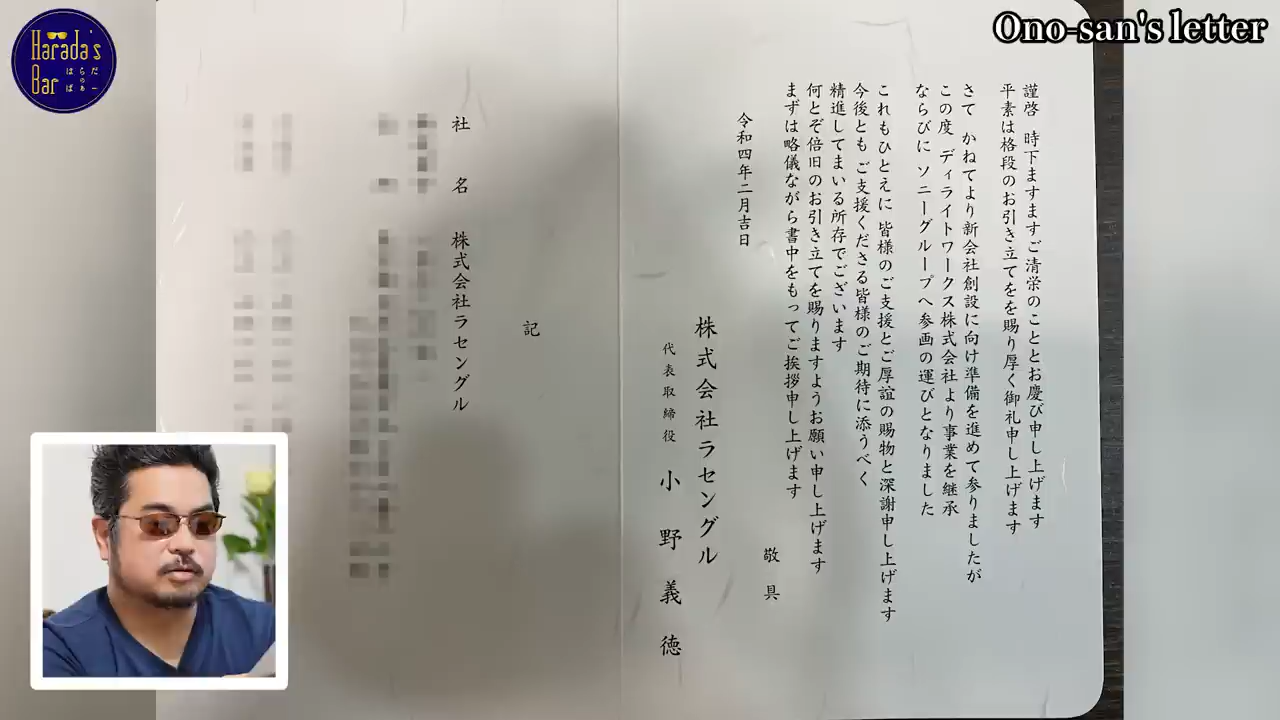 Harada's
Bar
はらだ
の
ばぁー
Ono-san's letter
謹啓 時下ますますご清栄のこととお慶び申し上げます
平素は格段のお引き立てをを賜り厚く御礼申し上げます
さて かねてより新会社創設に向け準備を進めて参りましたが
この度 ディライトワークス株式会社より事業を継承
ならびに ソニーグループへ参画の運びとなりました
これもひとえに 皆様のご支援とご厚誼の賜物と深謝申し上げます
今後とも ご支援くださる皆様のご期待に添うべく
精進してまいる所存でございます
何とぞ倍旧のお引き立てを賜りますようお願い申し上げます
まずは略儀ながら書中をもってご挨拶申し上げます
敬具
令和四年二月吉日
株式会社ラセングル
代表取締役 小野義徳
記
社名 株式会社ラセングル